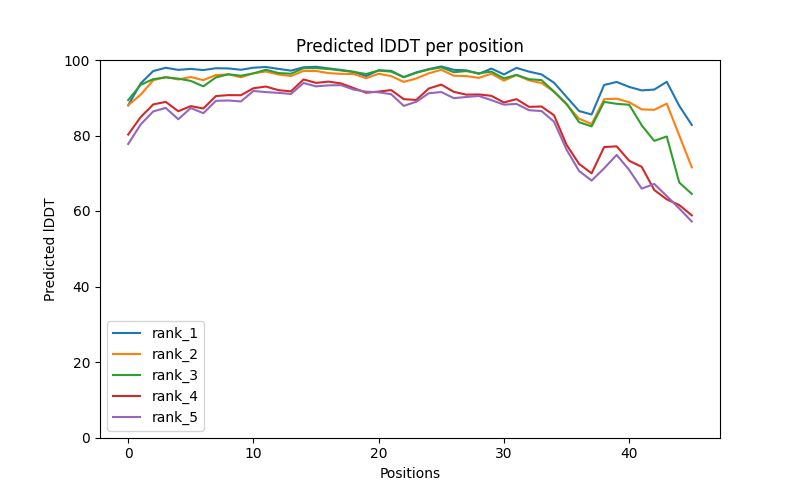 Predicted lDDT per position
Predicted lDDT
100
80
60
40
20
0
rank_1
rank_2
rank_3
rank_4
rank_5
0 10 20 30 40
Positions